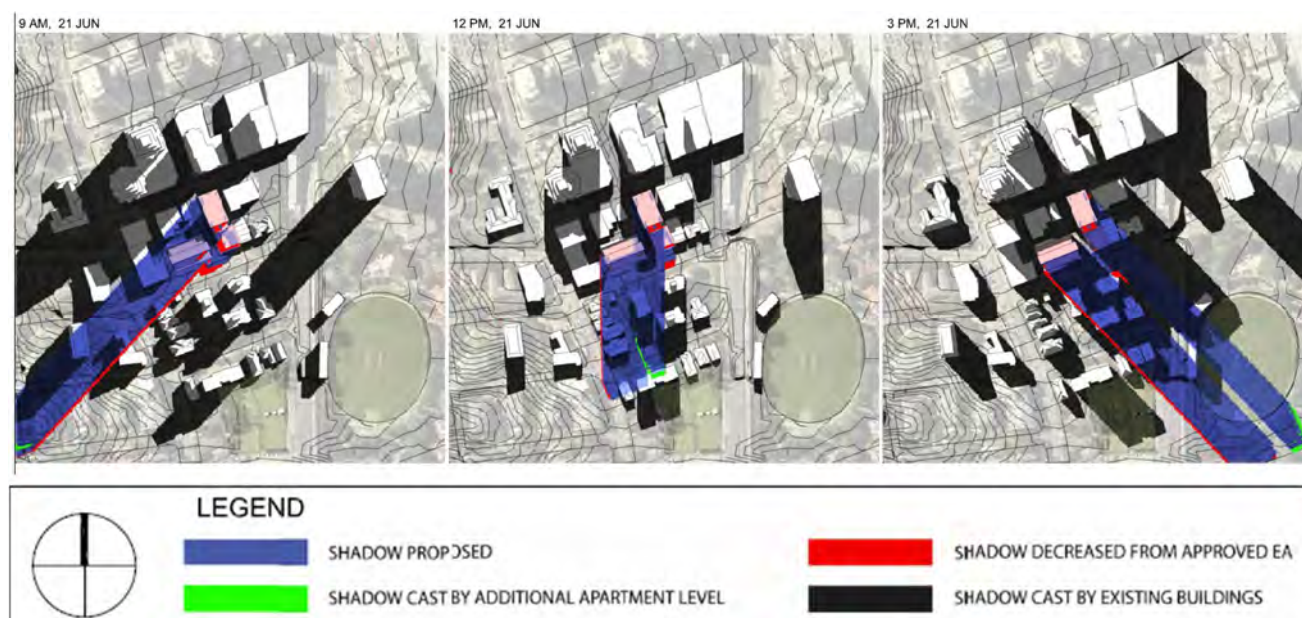 9 AM, 21 JUN
12 PM, 21 JUN
3 PM, 21 JUN
LEGEND
SHADOW PROPOSED
SHADOW DECREASED FROM APPROVED EA
SHADOW CAST BY ADDITIONAL APARTMENT LEVEL
SHADOW CAST BY EXISTING BUILDINGS